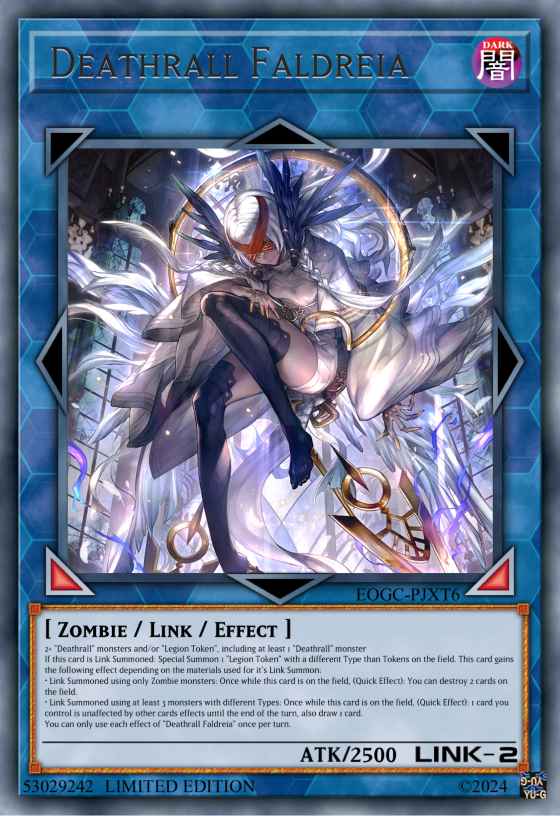 Deathrall Faldreia
DARK
闇
EOGC-PJXT6
[ Zombie / Link / Effect ]
2+ "Deathrall" monsters and/or "Legion Token", including at least 1 "Deathrall" monster
If this card is Link Summoned: Special Summon 1 "Legion Token" with a different Type than Tokens on the field. This card gains
the following effect depending on the materials used for it's Link Summon:
• Link Summoned using only Zombie monsters: Once while this card is on the field, (Quick Effect): You can destroy 2 cards on
the field.
• Link Summoned using at least 3 monsters with different Types: Once while this card is on the field, (Quick Effect): 1 card you
control is unaffected by other cards effects until the end of the turn, also draw 1 card.
You can only use each effect of "Deathrall Faldreia" once per turn.
ATK/2500 LINK-2
53029242 LIMITED EDITION ©2024
YU-G
YU-G